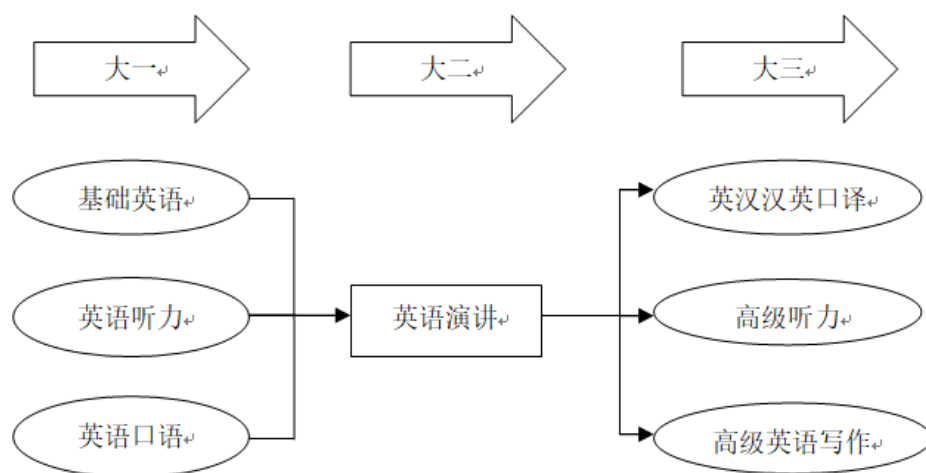 大一
大二
大三
基础英语
英汉汉英口译
英语听力
英语演讲
高级听力
英语口语
高级英语写作